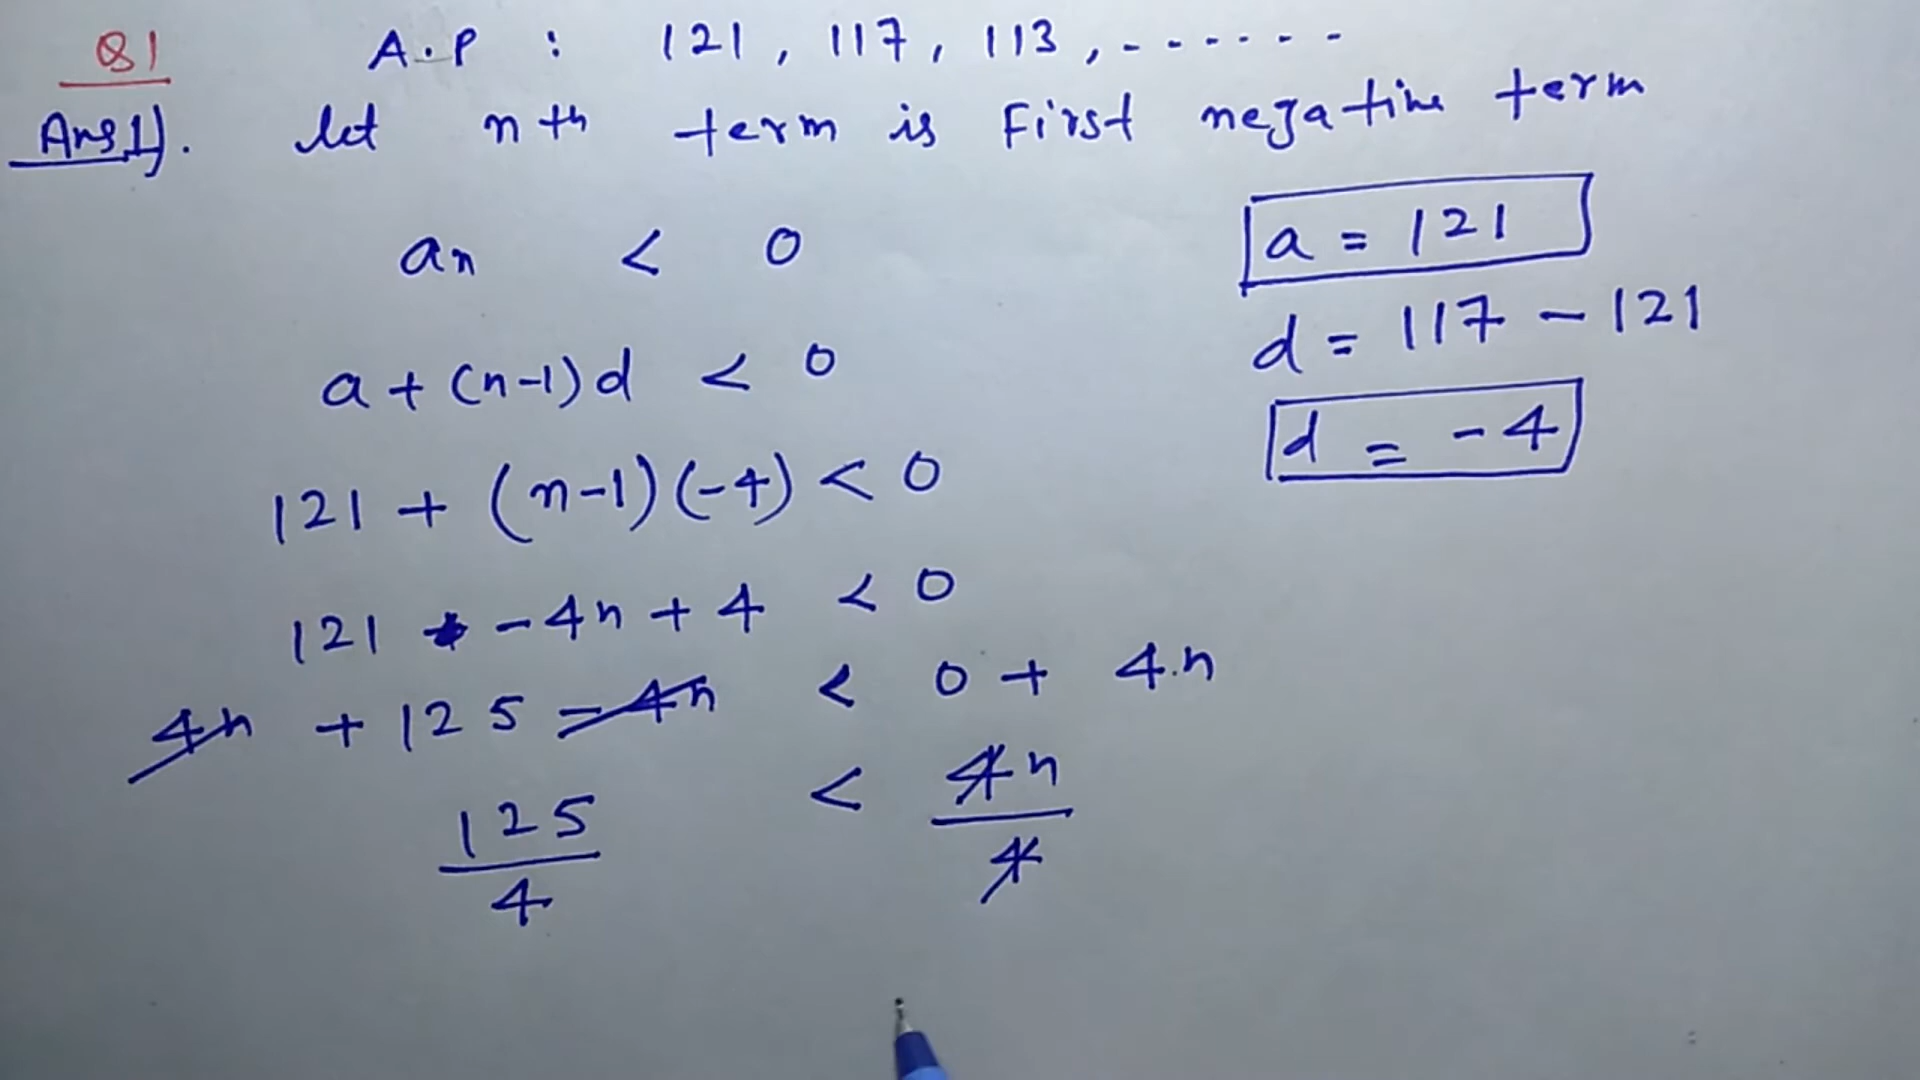 Q1 A.P : 121, 117, 113, - - - - - -
Ans1). let nth term is First negative term
an < 0
a = 121
d = 117 - 121
a + (n-1)d < 0
d = -4
121 + (n-1)(-4) < 0
121 - 4n + 4 < 0
4n + 125 - 4n < 0 + 4n
125/4 < 4n/4